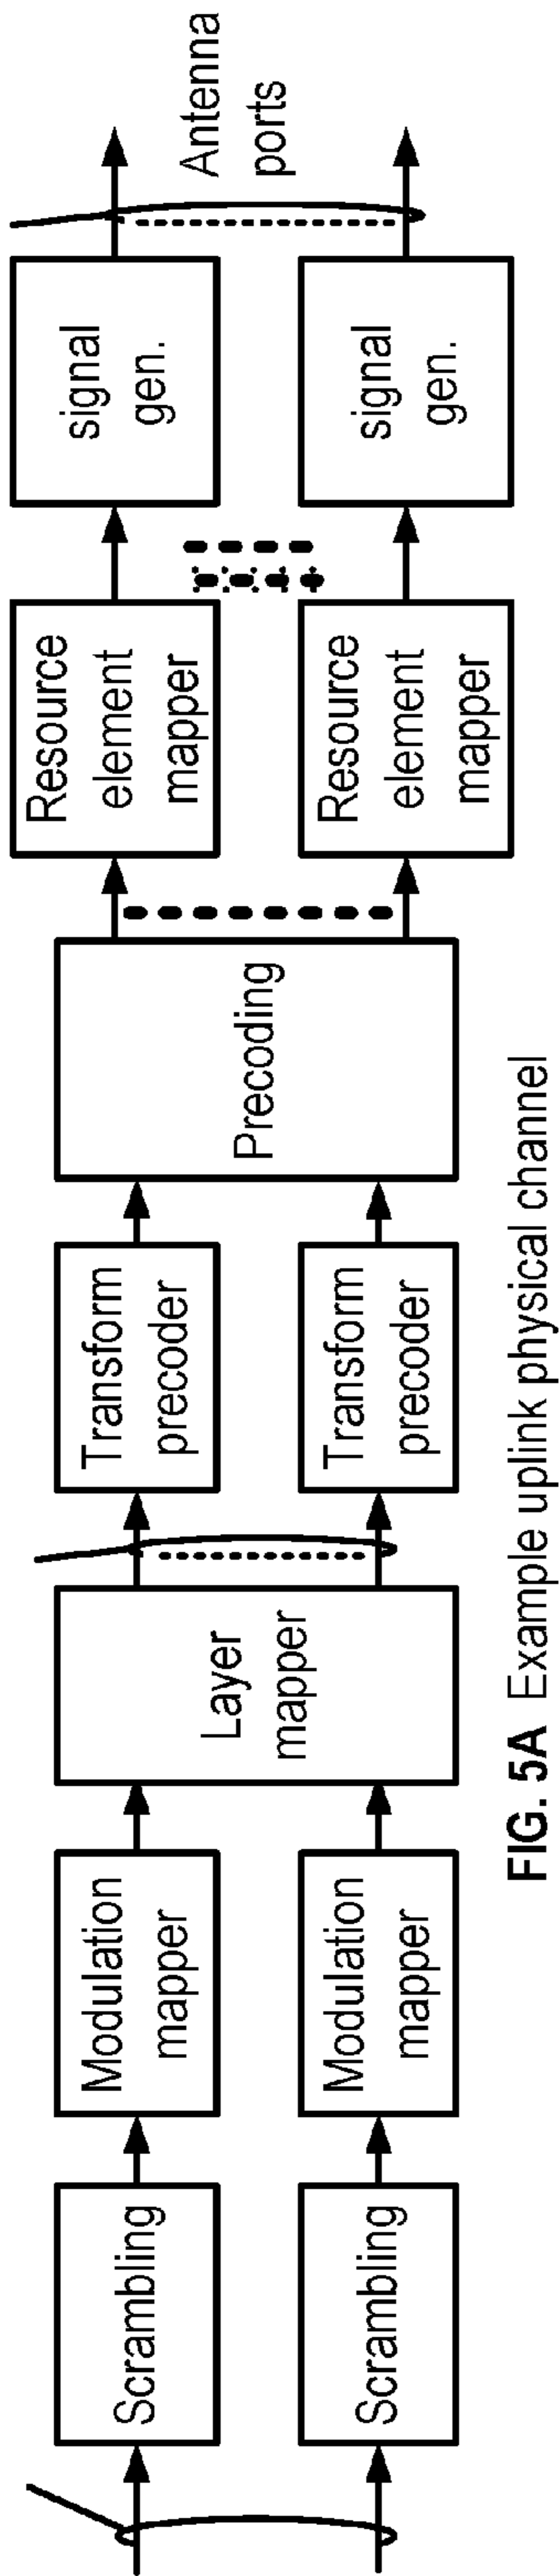 Scrambling
Modulation
mapper
Layer
mapper
Transform
precoder
Precoding
Resource
element
mapper
signal
gen.
Antenna
ports
Scrambling
Modulation
mapper
Transform
precoder
Resource
element
mapper
signal
gen.
FIG. 5A Example uplink physical channel